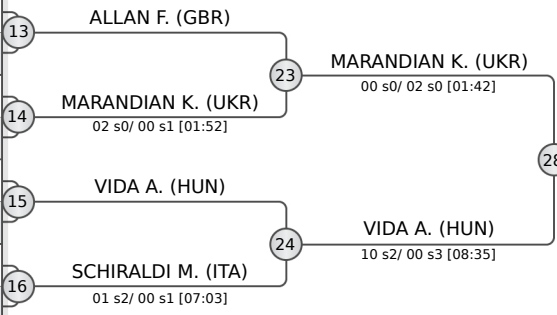 13
ALLAN F. (GBR)
23
MARANDIAN K. (UKR)
00 s0/ 02 s0 [01:42]
14
MARANDIAN K. (UKR)
02 s0/ 00 s1 [01:52]
28
15
VIDA A. (HUN)
24
VIDA A. (HUN)
10 s2/ 00 s3 [08:35]
16
SCHIRALDI M. (ITA)
01 s2/ 00 s1 [07:03]